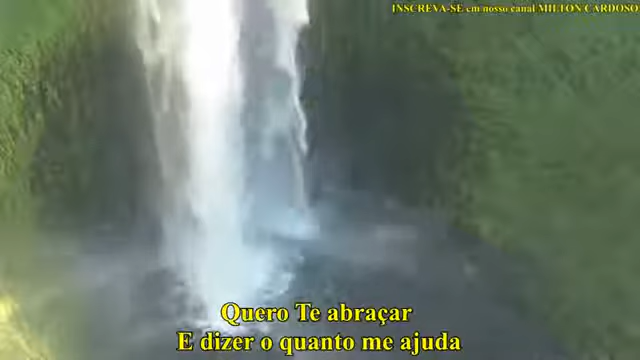 INSCREVA-SE em nosso canal MILTON CARDOSO
Quero Te abraçar
E dizer o quanto me ajuda